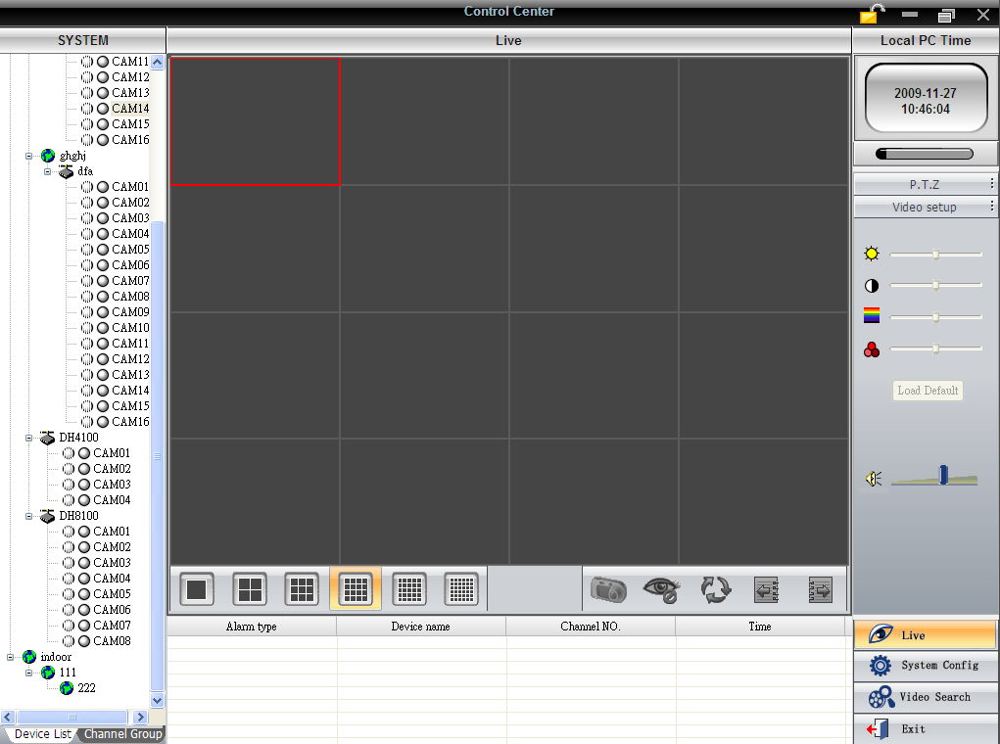 Control Center
SYSTEM
Live
Local PC Time
CAM11
CAM12
CAM13
CAM14
CAM15
CAM16
ghghj
dfa
CAM01
CAM02
CAM03
CAM04
CAM05
CAM06
CAM07
CAM08
CAM09
CAM10
CAM11
CAM12
CAM13
CAM14
CAM15
CAM16
DH4100
CAM01
CAM02
CAM03
CAM04
DH8100
CAM01
CAM02
CAM03
CAM04
CAM05
CAM06
CAM07
CAM08
indoor
111
222
Device List
Channel Group
Alarm type
Device name
Channel NO.
Time
2009-11-27
10:46:04
P.T.Z
Video setup
Load Default
Live
System Config
Video Search
Exit